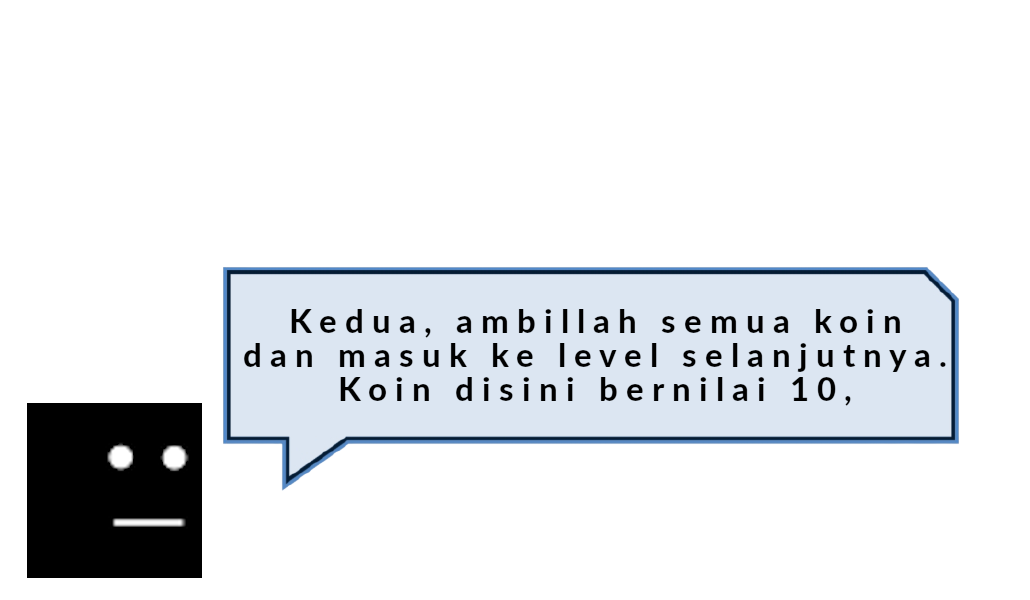 Kedua, ambillah semua koin
dan masuk ke level selanjutnya.
Koin disini bernilai 10,